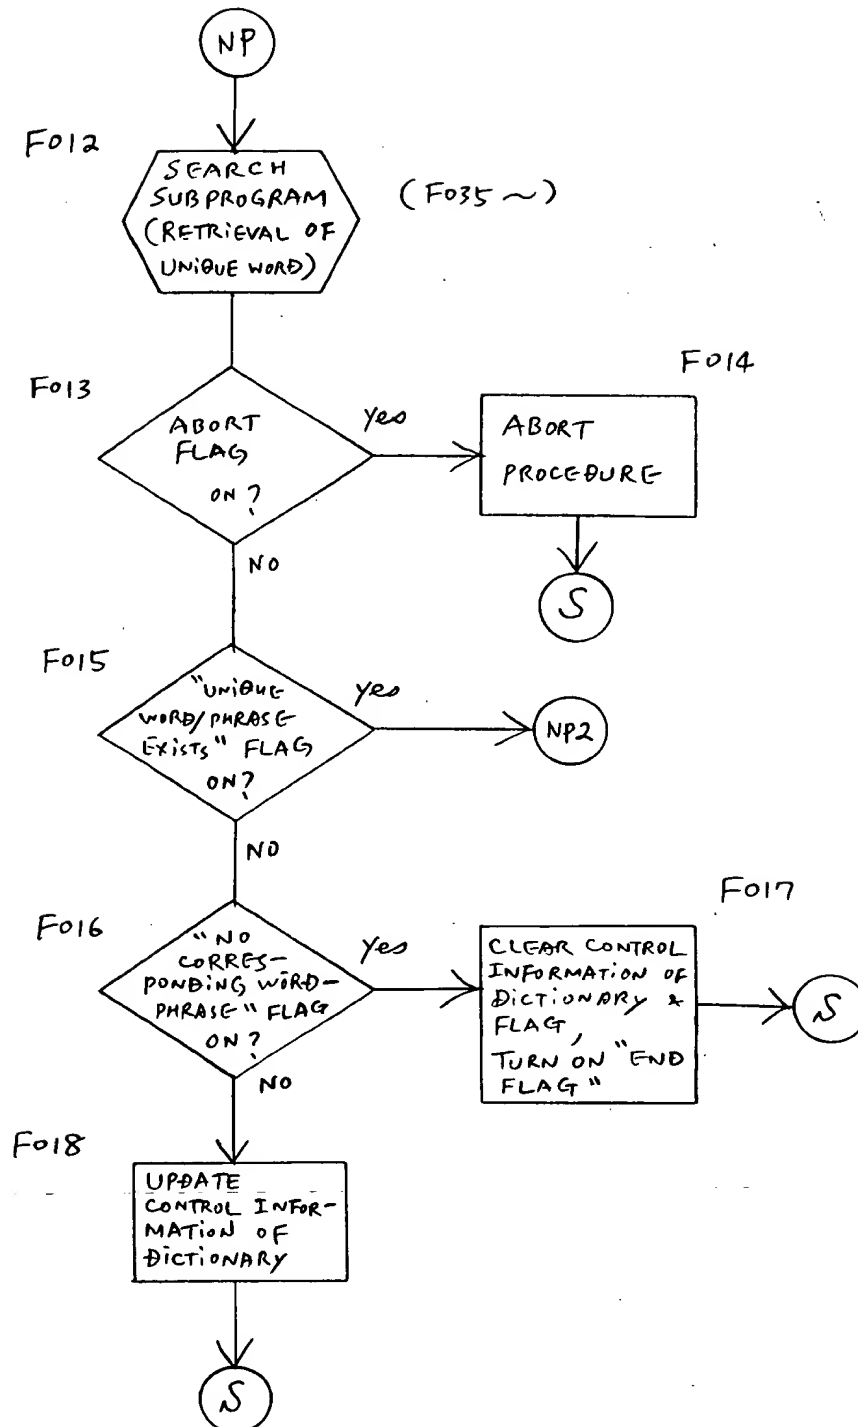 NP
F012
SEARCH
SUBPROGRAM
(RETRIEVAL OF
UNIQUE WORD)
(F035 ~)
F013
ABORT
FLAG
ON?
yes
F014
ABORT
PROCEDURE
S
NO
F015
"UNIQUE
WORD/PHRASE
EXISTS" FLAG
ON?
yes
NP2
NO
F016
"NO
CORRES-
PONDING WORD-
PHRASE" FLAG
ON?
yes
F017
CLEAR CONTROL
INFORMATION OF
DICTIONARY &
FLAG,
TURN ON "END
FLAG"
S
NO
F018
UPDATE
CONTROL INFOR-
MATION OF
DICTIONARY
S